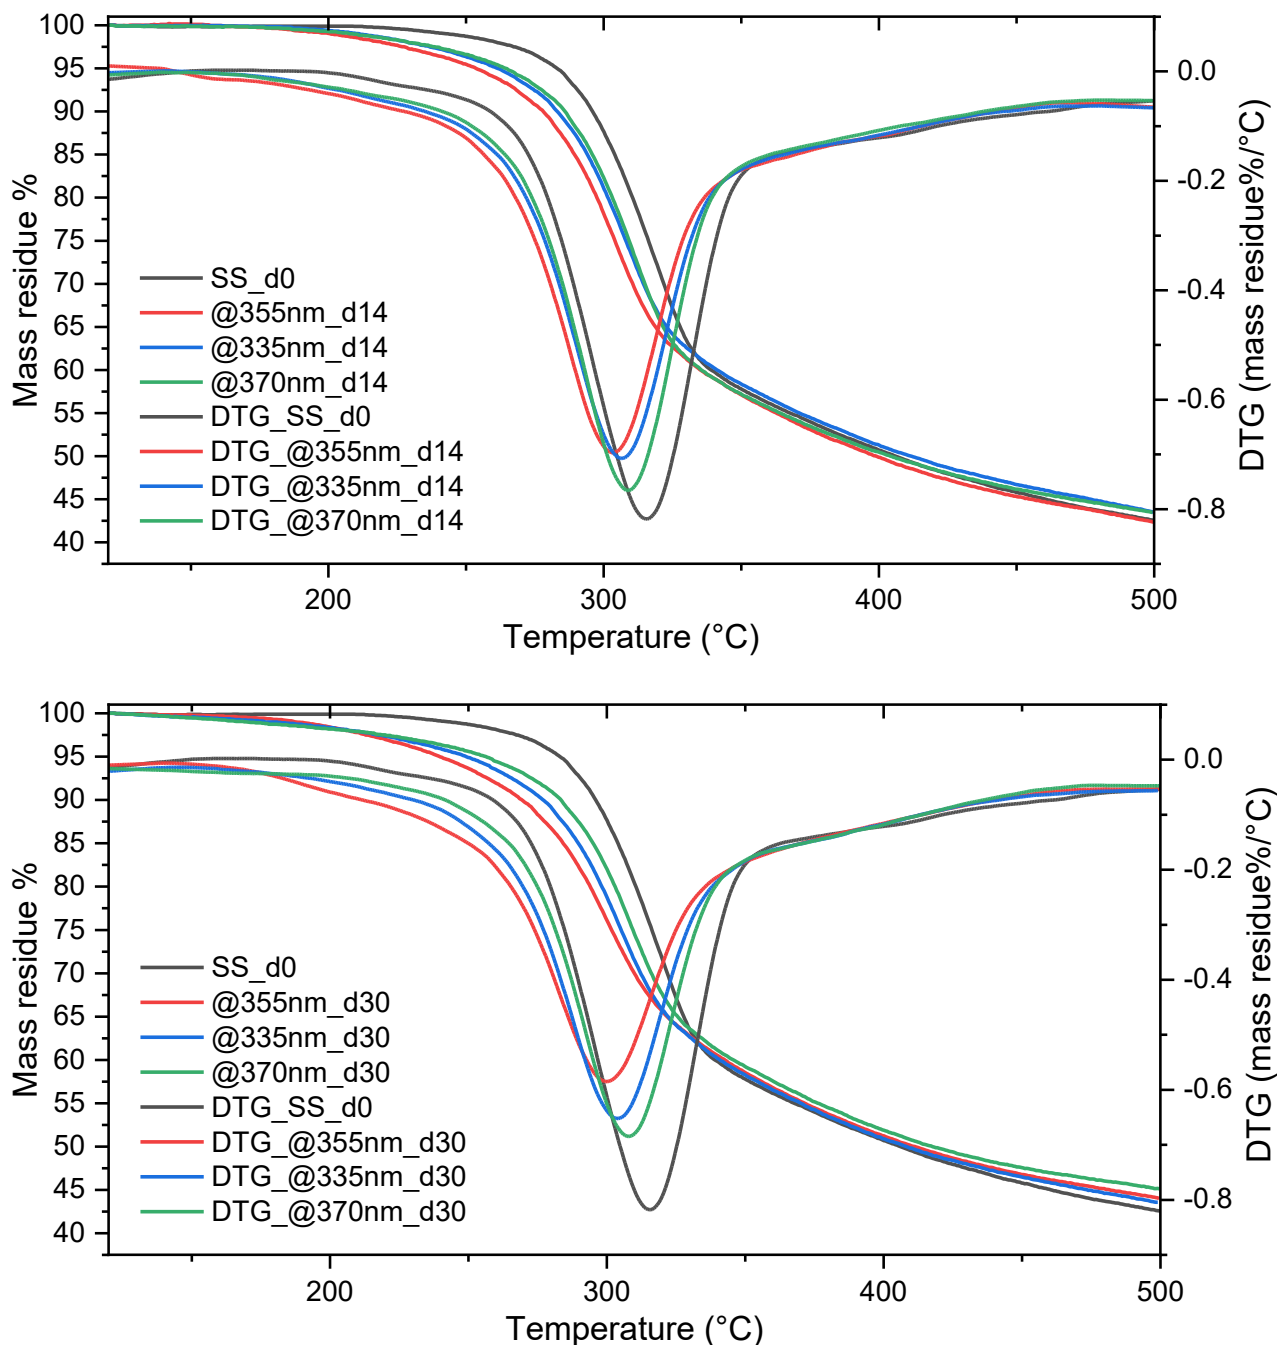 100
95
90
85
80
75
70
65
60
55
50
45
40
Mass residue %
0.0
-0.2
-0.4
-0.6
-0.8
DTG (mass residue%/°C)
SS_d0
@355nm_d14
@335nm_d14
@370nm_d14
DTG_SS_d0
DTG_@355nm_d14
DTG_@335nm_d14
DTG_@370nm_d14
200 300 400 500
Temperature (°C)
100
95
90
85
80
75
70
65
60
55
50
45
40
Mass residue %
0.0
-0.2
-0.4
-0.6
-0.8
DTG (mass residue%/°C)
SS_d0
@355nm_d30
@335nm_d30
@370nm_d30
DTG_SS_d0
DTG_@355nm_d30
DTG_@335nm_d30
DTG_@370nm_d30
200 300 400 500
Temperature (°C)